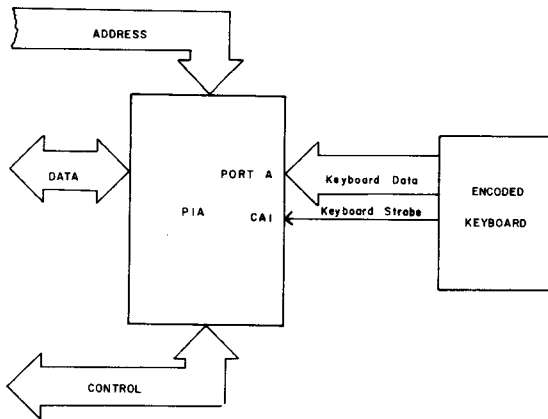 ADDRESS
DATA
PORT A
Keyboard Data
ENCODED
PIA
CA1
Keyboard Strobe
KEYBOARD
CONTROL